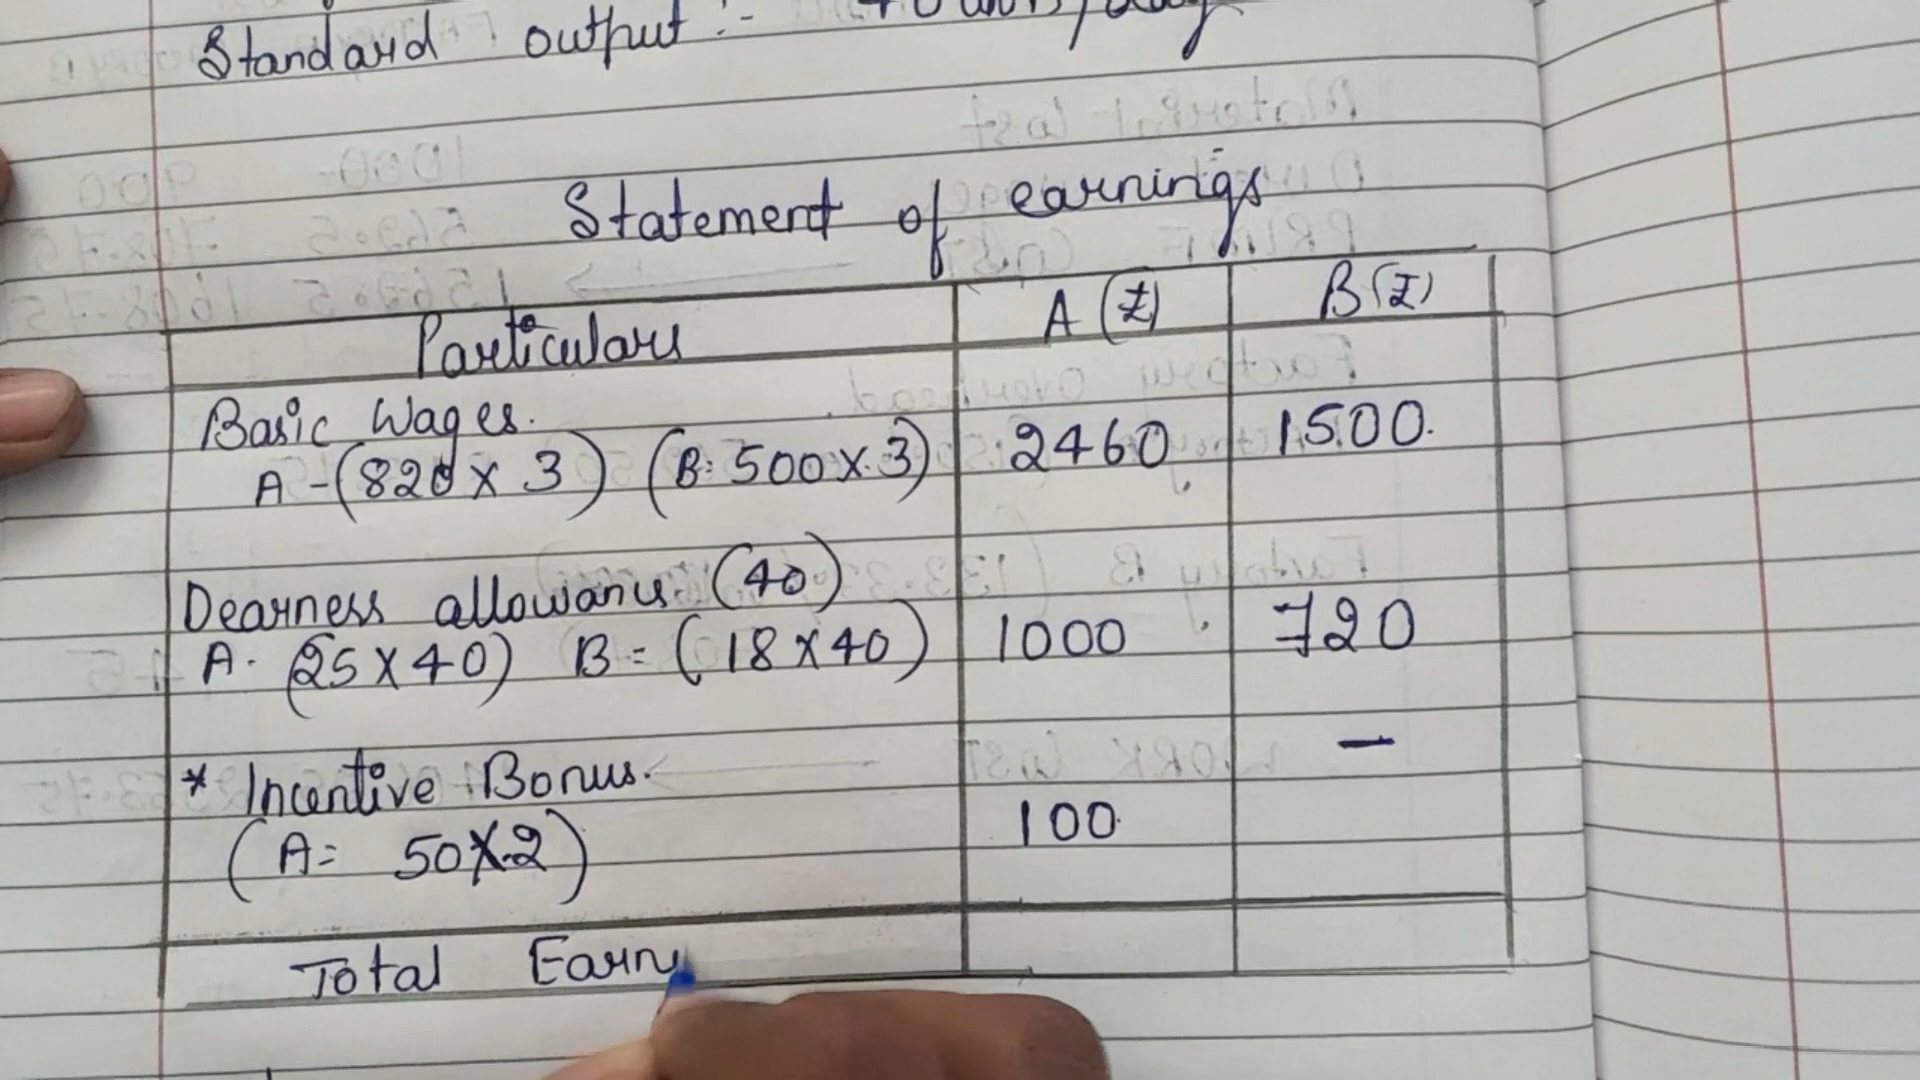 Standard output :-
Statement of earnings
Particulars A (₹) B (₹)
Basic Wages.
A - (820 x 3) (B: 500 x 3) 2460 1500.
Dearness allowance (40)
A. (25 X 40) B = (18 x 40) 1000 720
* Incentive Bonus. —
(A = 50 X 2) 100
Total Earn